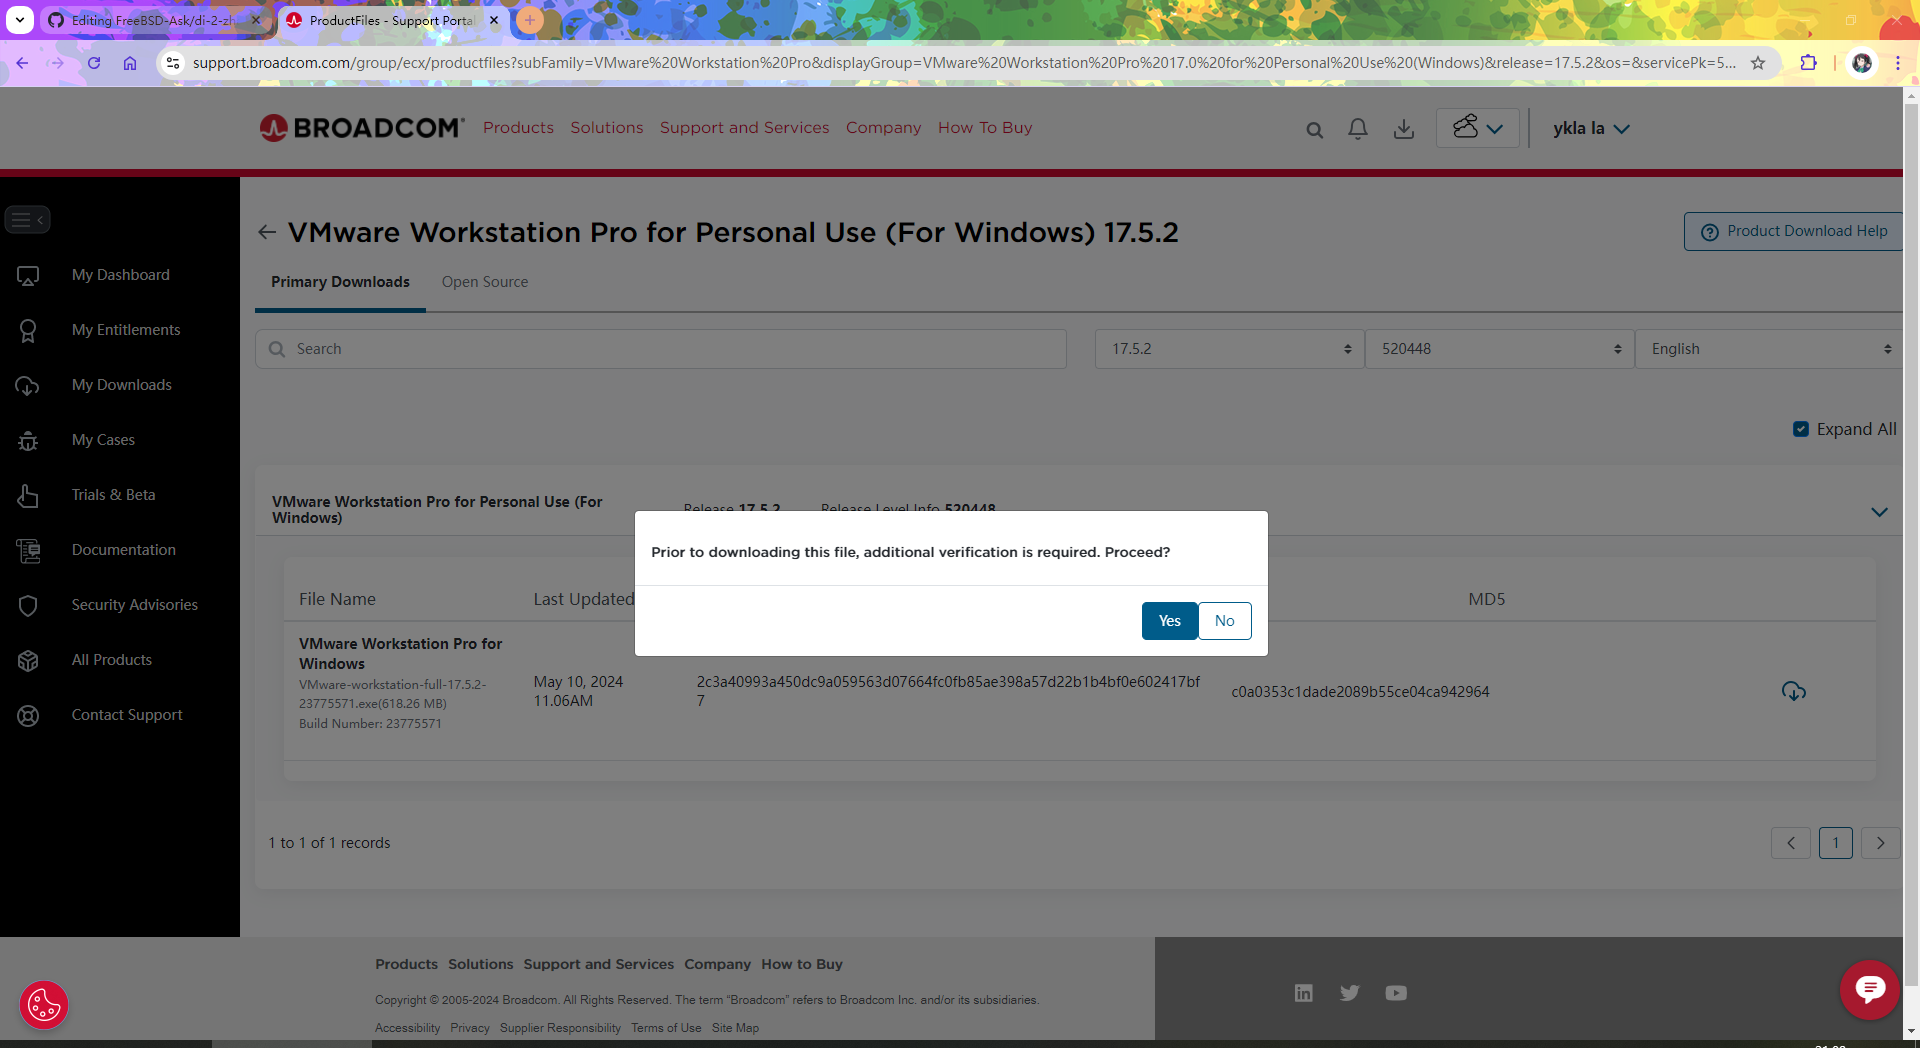 Editing FreeBSD-Ask/di-2-zh
ProductFiles - Support Portal
support.broadcom.com/group/ecx/productfiles?subFamily=VMware%20Workstation%20Pro&displayGroup=VMware%20Workstation%20Pro%2017.0%20for%20Personal%20Use%20(Windows)&release=17.5.2&os=&servicePk=5...
BROADCOM
Products Solutions Support and Services Company How To Buy
ykla la
VMware Workstation Pro for Personal Use (For Windows) 17.5.2
Product Download Help
My Dashboard
My Entitlements
My Downloads
My Cases
Trials & Beta
Documentation
Security Advisories
All Products
Contact Support
Primary Downloads
Open Source
Search
17.5.2
520448
English
Expand All
VMware Workstation Pro for Personal Use (For
Windows)
Release 17.5.2
Release Level Info 520448
Prior to downloading this file, additional verification is required. Proceed?
Yes
No
File Name
Last Updated
MD5
VMware Workstation Pro for
Windows
VMware-workstation-full-17.5.2-
23775571.exe(618.26 MB)
Build Number: 23775571
May 10, 2024
11.06AM
2c3a40993a450dc9a059563d07664fc0fb85ae398a57d22b1b4bf0e602417bf
7
c0a0353c1dade2089b55ce04ca942964
1 to 1 of 1 records
1
Products Solutions Support and Services Company How to Buy
Copyright © 2005-2024 Broadcom. All Rights Reserved. The term "Broadcom" refers to Broadcom Inc. and/or its subsidiaries.
Accessibility Privacy Supplier Responsibility Terms of Use Site Map